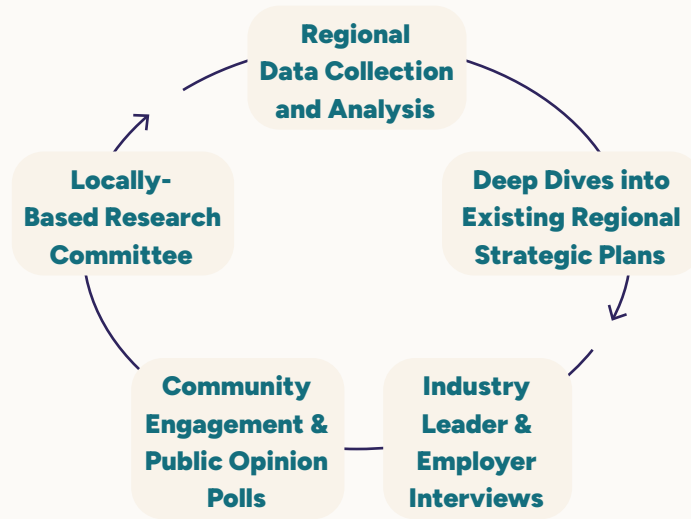 Regional
Data Collection
and Analysis
Deep Dives into
Existing Regional
Strategic Plans
Industry
Leader &
Employer
Interviews
Community
Engagement &
Public Opinion
Polls
Locally-
Based Research
Committee